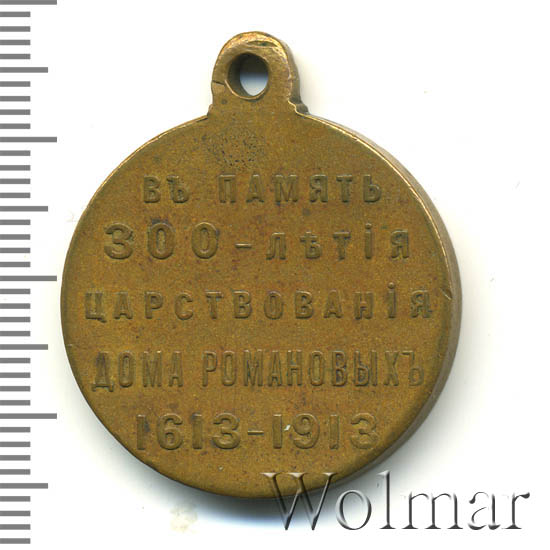 ВЪ ПАМЯТЬ
300-ЛѢТІЯ
ЦАРСТВОВАНІЯ
ДОМА РОМАНОВЫХЪ
1613-1913
Wolmar